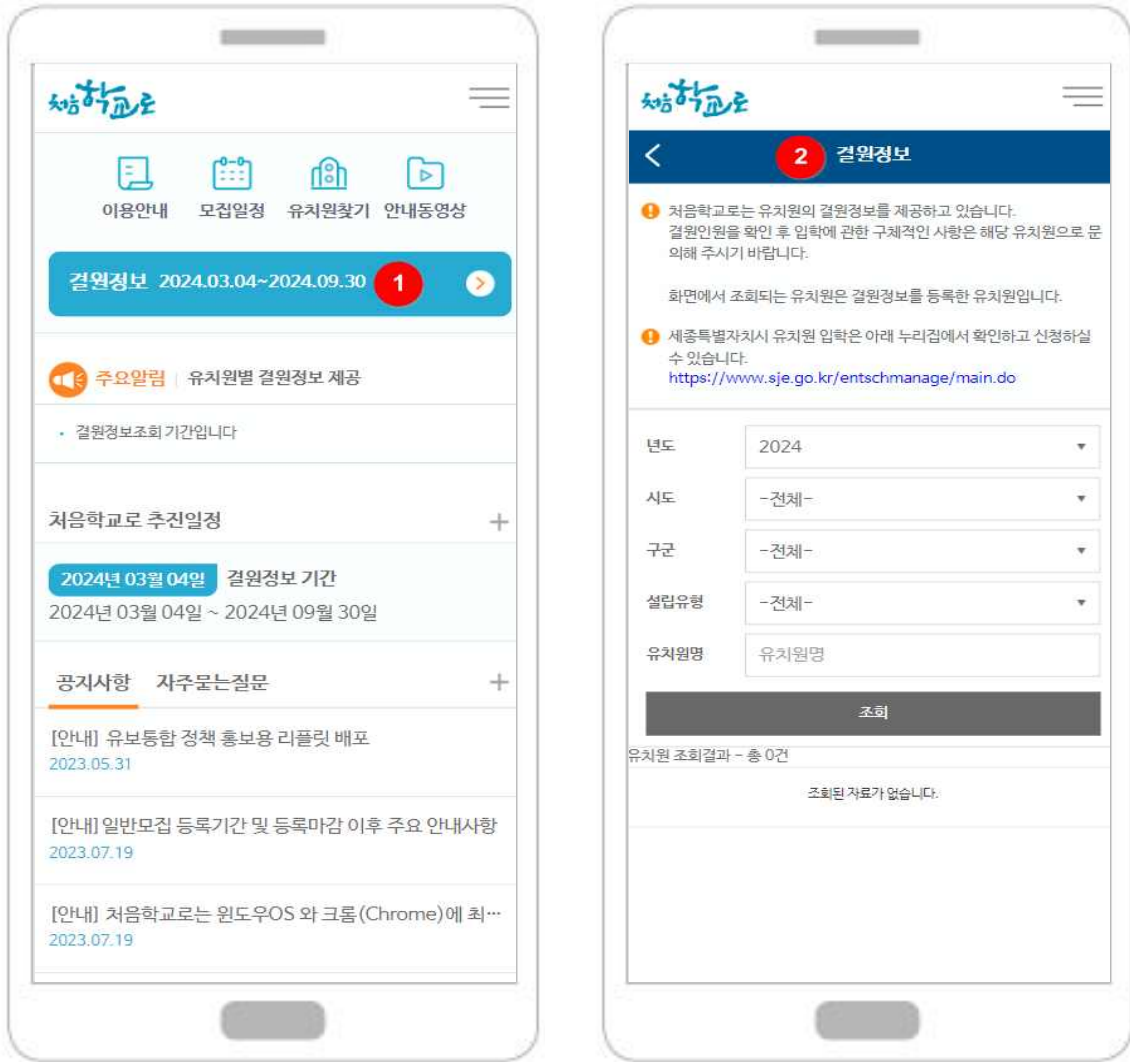 처음학교로
이용안내 모집일정 유치원찾기 안내동영상
결원정보 2024.03.04~2024.09.30 1
주요알림 유치원별 결원정보 제공
· 결원정보조회 기간입니다
처음학교로 추진일정
2024년 03월 04일 결원정보 기간
2024년 03월 04일 ~ 2024년 09월 30일
공지사항 자주묻는질문
[안내] 유보통합 정책 홍보용 리플릿 배포
2023.05.31
[안내] 일반모집 등록기간 및 등록마감 이후 주요 안내사항
2023.07.19
[안내] 처음학교로는 윈도우OS 와 크롬(Chrome)에 최…
2023.07.19
처음학교로
2 결원정보
처음학교로는 유치원의 결원정보를 제공하고 있습니다.
결원인원을 확인 후 입학에 관한 구체적인 사항은 해당 유치원으로 문
의해 주시기 바랍니다.
화면에서 조회되는 유치원은 결원정보를 등록한 유치원입니다.
세종특별자치시 유치원 입학은 아래 누리집에서 확인하고 신청하실
수 있습니다.
https://www.sje.go.kr/entschmanage/main.do
년도 2024
시도 -전체-
구군 -전체-
설립유형 -전체-
유치원명 유치원명
조회
유치원 조회결과 - 총 0건
조회된 자료가 없습니다.